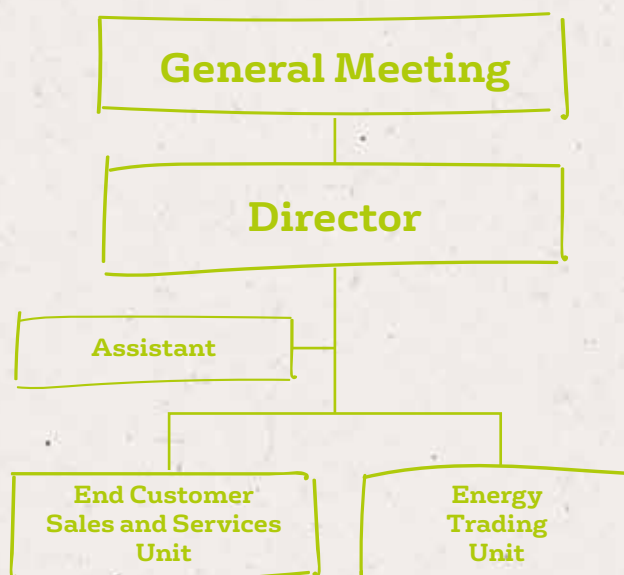 General Meeting
Director
Assistant
End Customer
Sales and Services
Unit
Energy
Trading
Unit